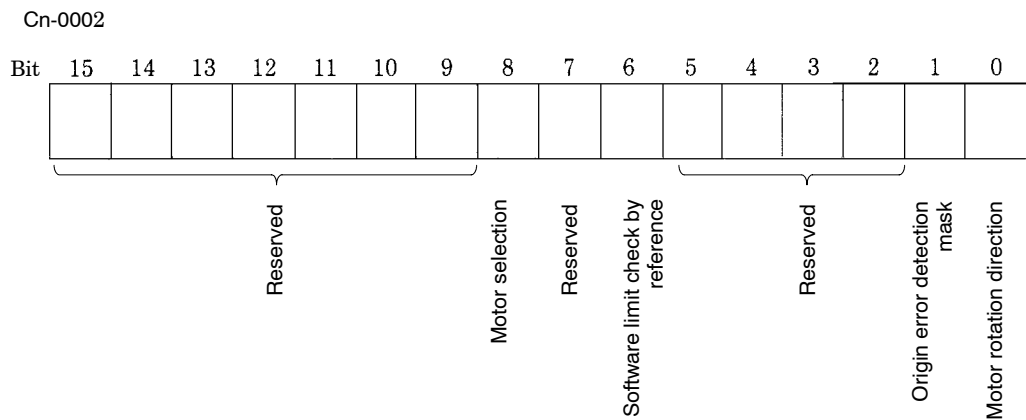 Cn-0002
Bit 15 14 13 12 11 10 9 8 7 6 5 4 3 2 1 0
Reserved
Motor selection
Reserved
Software limit check by
reference
Reserved
Origin error detection
mask
Motor rotation direction